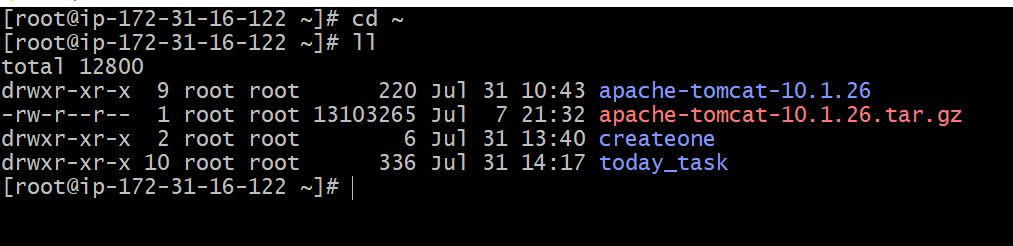 [root@ip-172-31-16-122 ~]# cd ~
[root@ip-172-31-16-122 ~]# ll
total 12800
drwxr-xr-x  9 root root      220 Jul 31 10:43 apache-tomcat-10.1.26
-rw-r--r--  1 root root 13103265 Jul  7 21:32 apache-tomcat-10.1.26.tar.gz
drwxr-xr-x  2 root root        6 Jul 31 13:40 createone
drwxr-xr-x 10 root root      336 Jul 31 14:17 today_task
[root@ip-172-31-16-122 ~]#